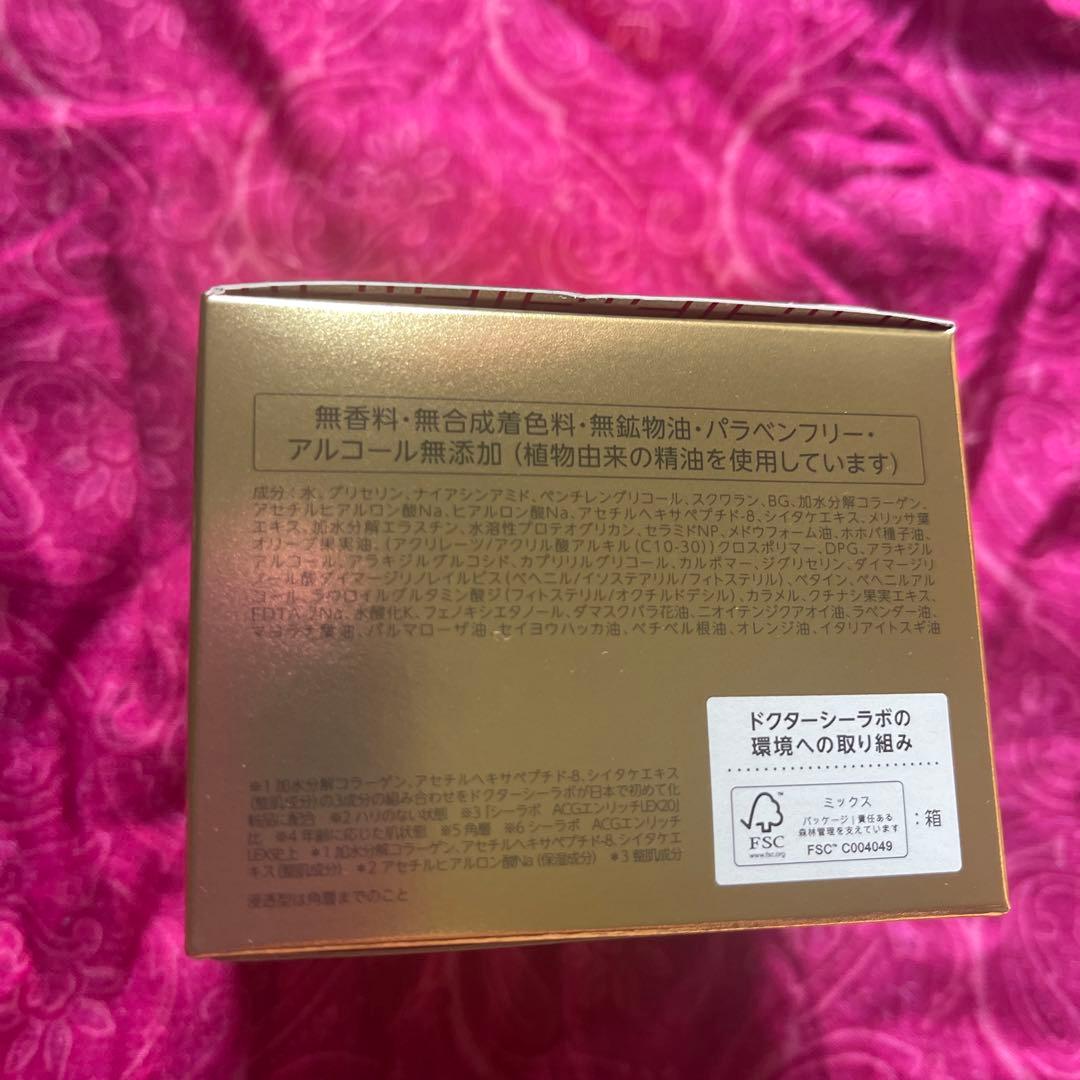 無香料・無合成着色料・無鉱物油・パラベンフリー・
アルコール無添加(植物由来の精油を使用しています)
成分:水、グリセリン、ナイアシンアミド、ペンチレングリコール、スクワラン、BG、加水分解コラーゲン、
アセチルヒアルロン酸Na、ヒアルロン酸Na、アセチルヘキサペプチド-8、シイタケエキス、メリッサ葉
エキス、加水分解エラスチン、水溶性プロテオグリカン、セラミドNP、メドウフォーム油、ホホバ種子油、
オリーブ果実油、(アクリレーツ/アクリル酸アルキル(C10-30))クロスポリマー、DPG、アラキジル
アルコール、アラキジルグルコシド、カプリリルグリコール、カルボマー、ジグリセリン、ダイマージリ
ノール酸ダイマージリノレイルビス(ベヘニル/イソステアリル/フィトステリル)、ベタイン、ベヘニルアル
コール、ラウロイルグルタミン酸ジ(フィトステリル/オクチルドデシル)、カラメル、クチナシ果実エキス、
EDTA-2Na、水酸化K、フェノキシエタノール、ダマスクバラ花油、ニオイテンジクアオイ油、ラベンダー油、
マヨラナ葉油、パルマローザ油、セイヨウハッカ油、ベチベル根油、オレンジ油、イタリアイトスギ油
※1 加水分解コラーゲン、アセチルヘキサペプチド-8、シイタケエキス
(整肌成分)の3成分の組み合わせをドクターシーラボが日本で初めて化
粧品に配合 ※2 ハリのない状態 ※3「シーラボ ACGエンリッチLEX20」
比 ※4 年齢に応じた肌状態 ※5 角層 ※6 シーラボ ACGエンリッチ
LEX史上 *1 加水分解コラーゲン、アセチルヘキサペプチド-8、シイタケエ
キス(整肌成分) *2 アセチルヒアルロン酸Na(保湿成分) *3 整肌成分
浸透型は角層までのこと
ドクターシーラボの
環境への取り組み
FSC
www.fsc.org
ミックス
パッケージ|責任ある
森林管理を支えています
FSC™ C004049
:箱